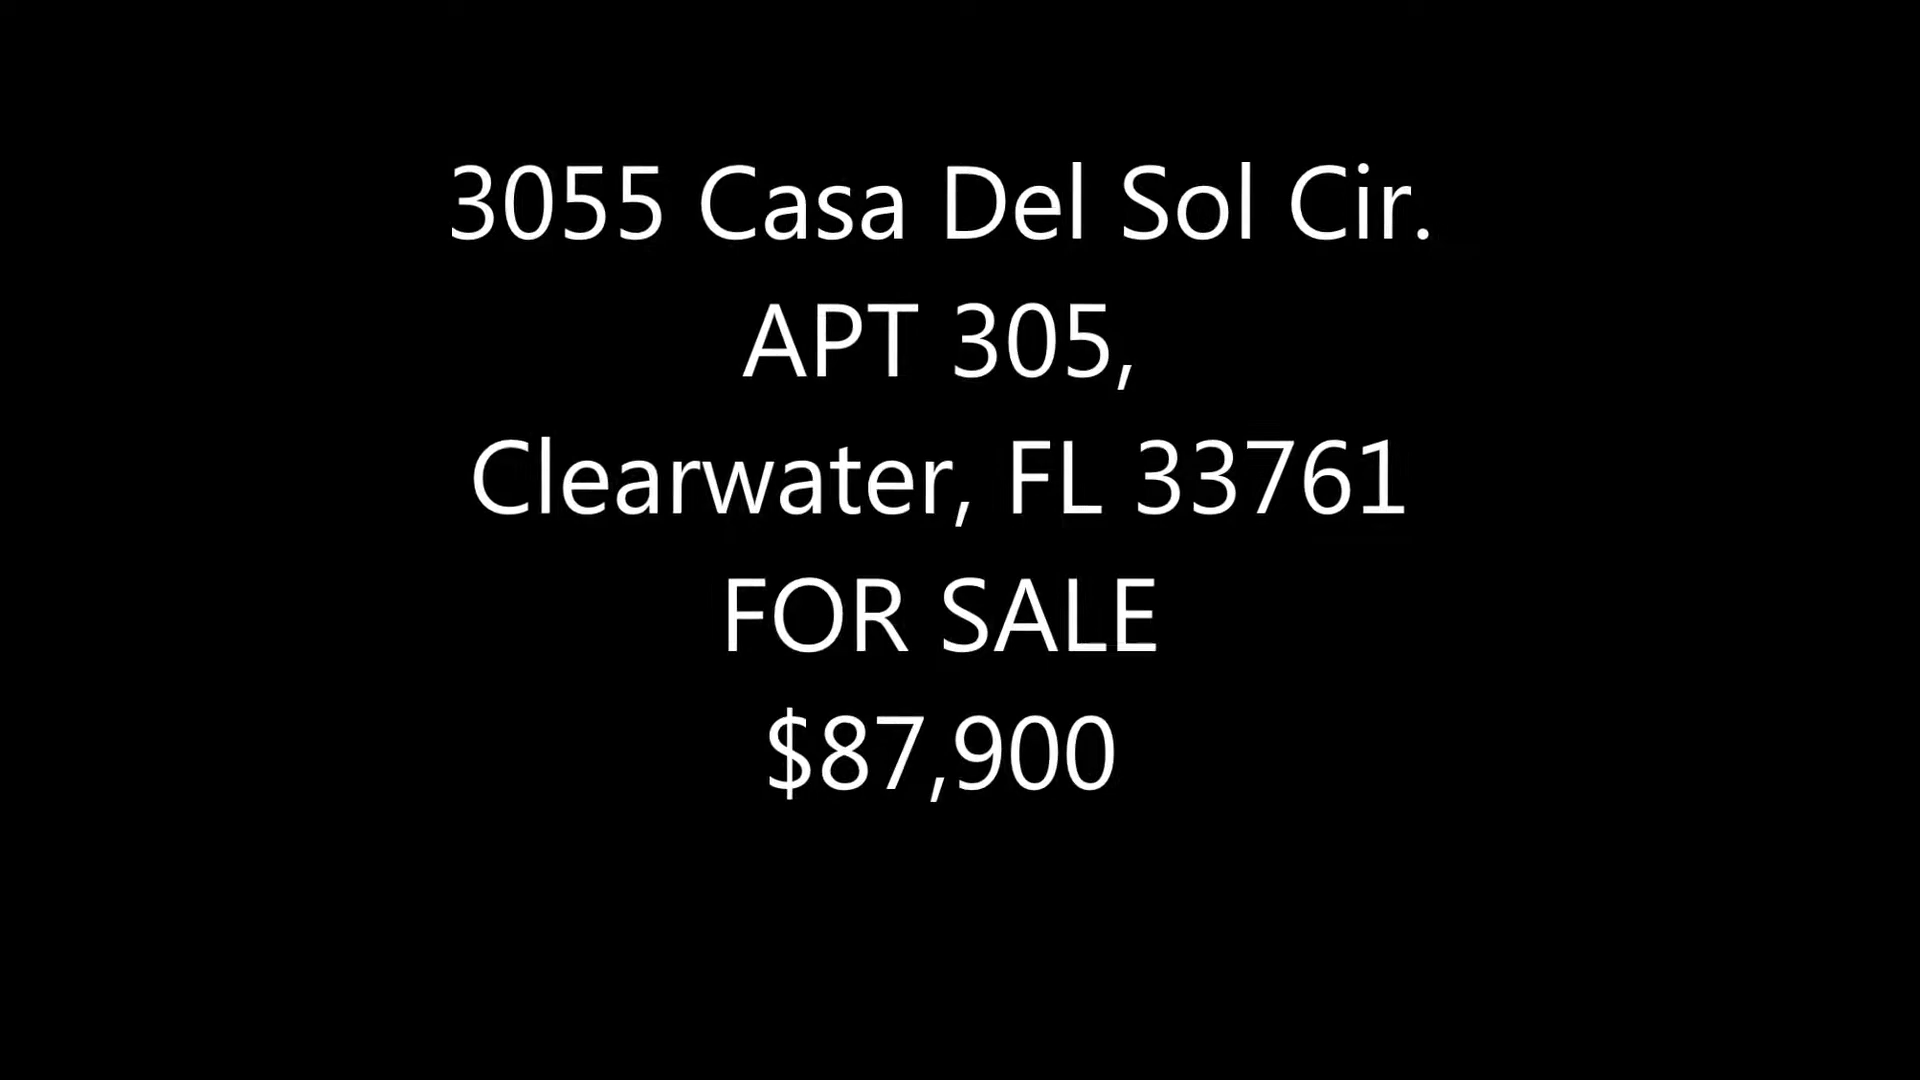 3055 Casa Del Sol Cir.
APT 305,
Clearwater, FL 33761
FOR SALE
$87,900